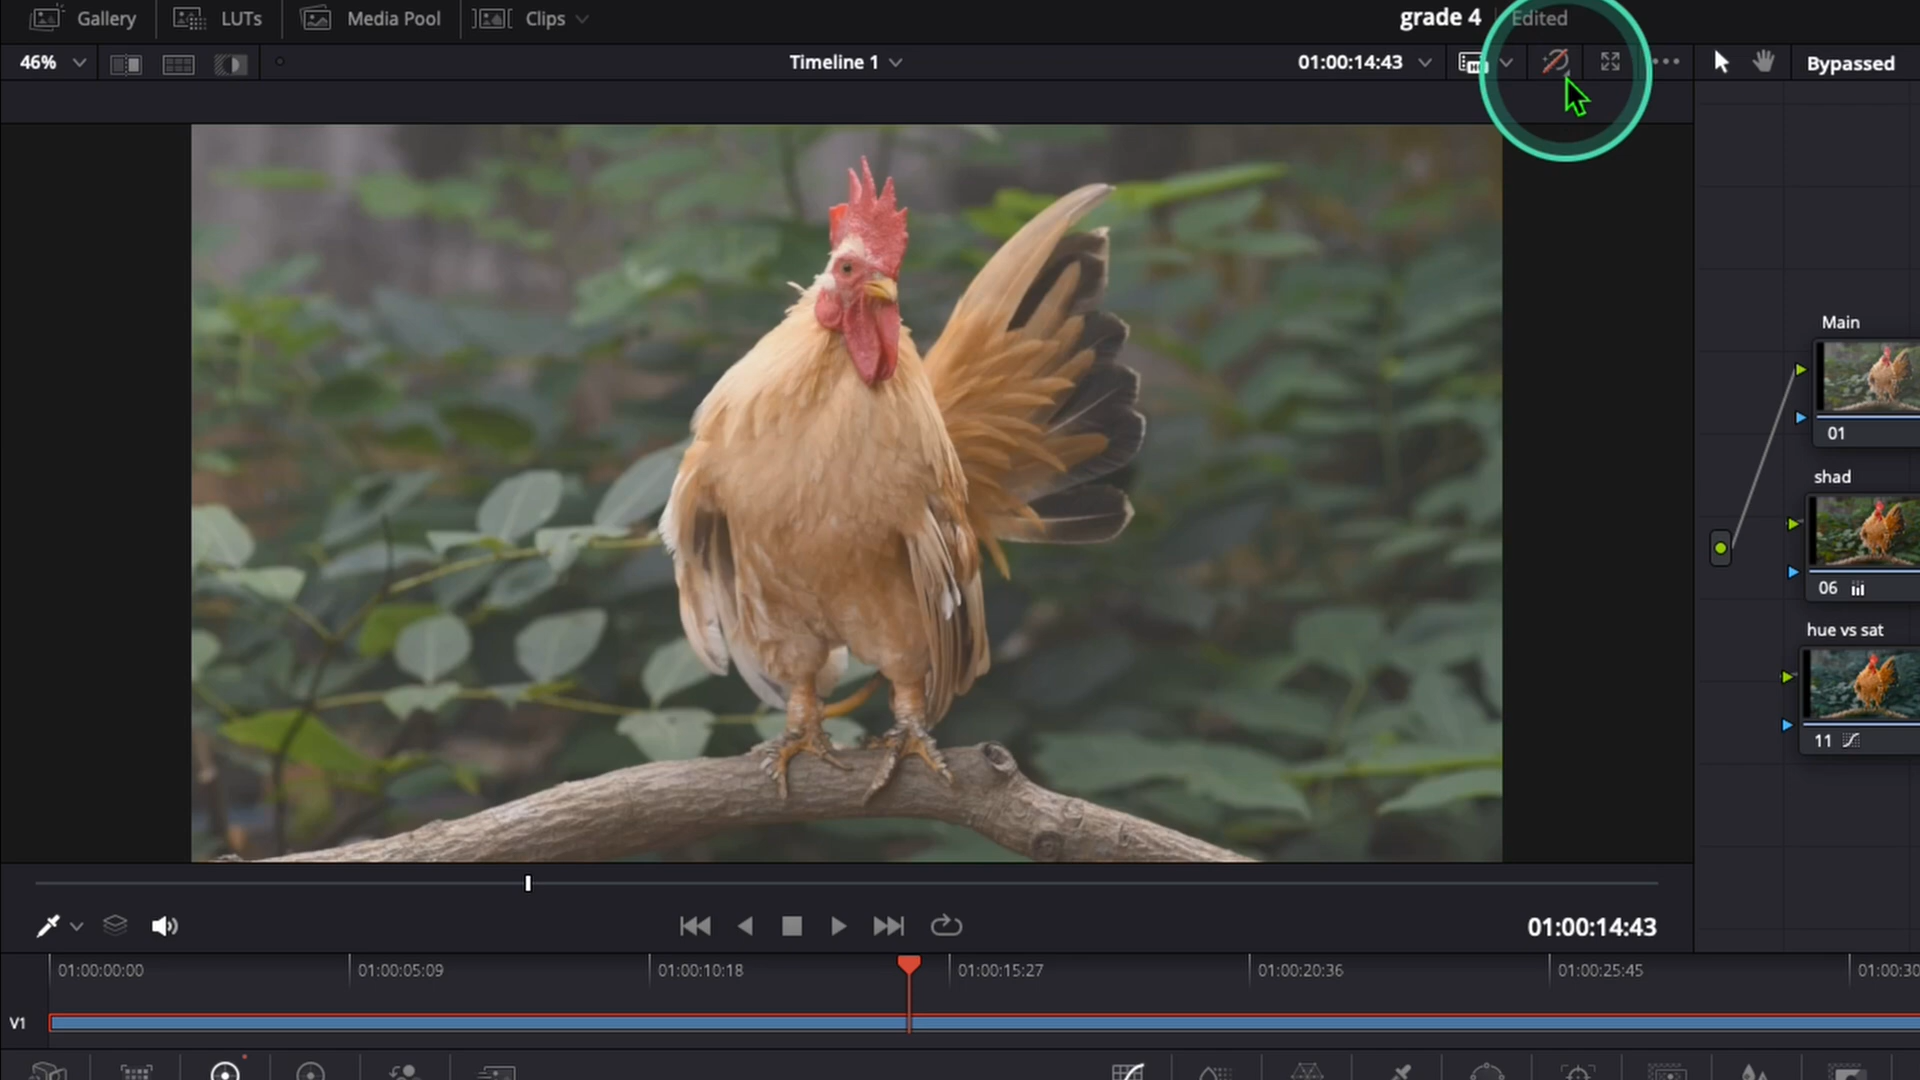 Gallery LUTs Media Pool Clips grade 4 Edited
46% Timeline 1 01:00:14:43 Bypassed
Main
01
shad
06
hue vs sat
11
01:00:14:43
01:00:00:00 01:00:05:09 01:00:10:18 01:00:15:27 01:00:20:36 01:00:25:45 01:00:30
V1